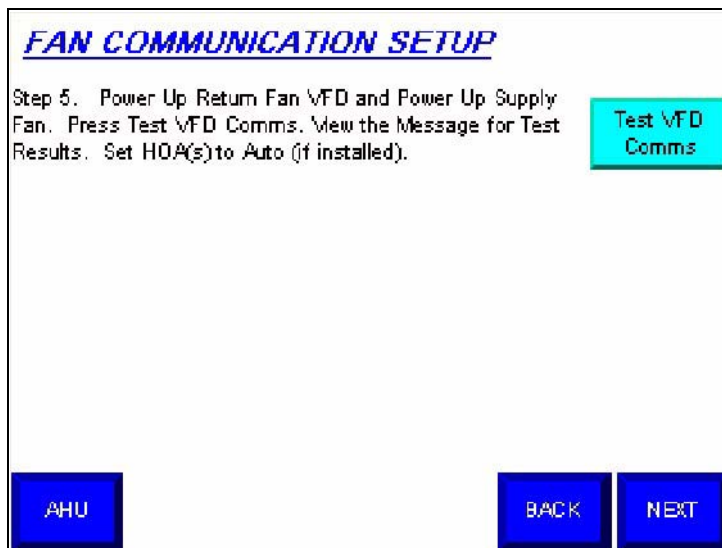 FAN COMMUNICATION SETUP
Step 5. Power Up Return Fan VFD and Power Up Supply
Fan. Press Test VFD Comms. View the Message for Test
Results. Set HOA(s) to Auto (if installed).
Test VFD
Comms
AHU
BACK
NEXT